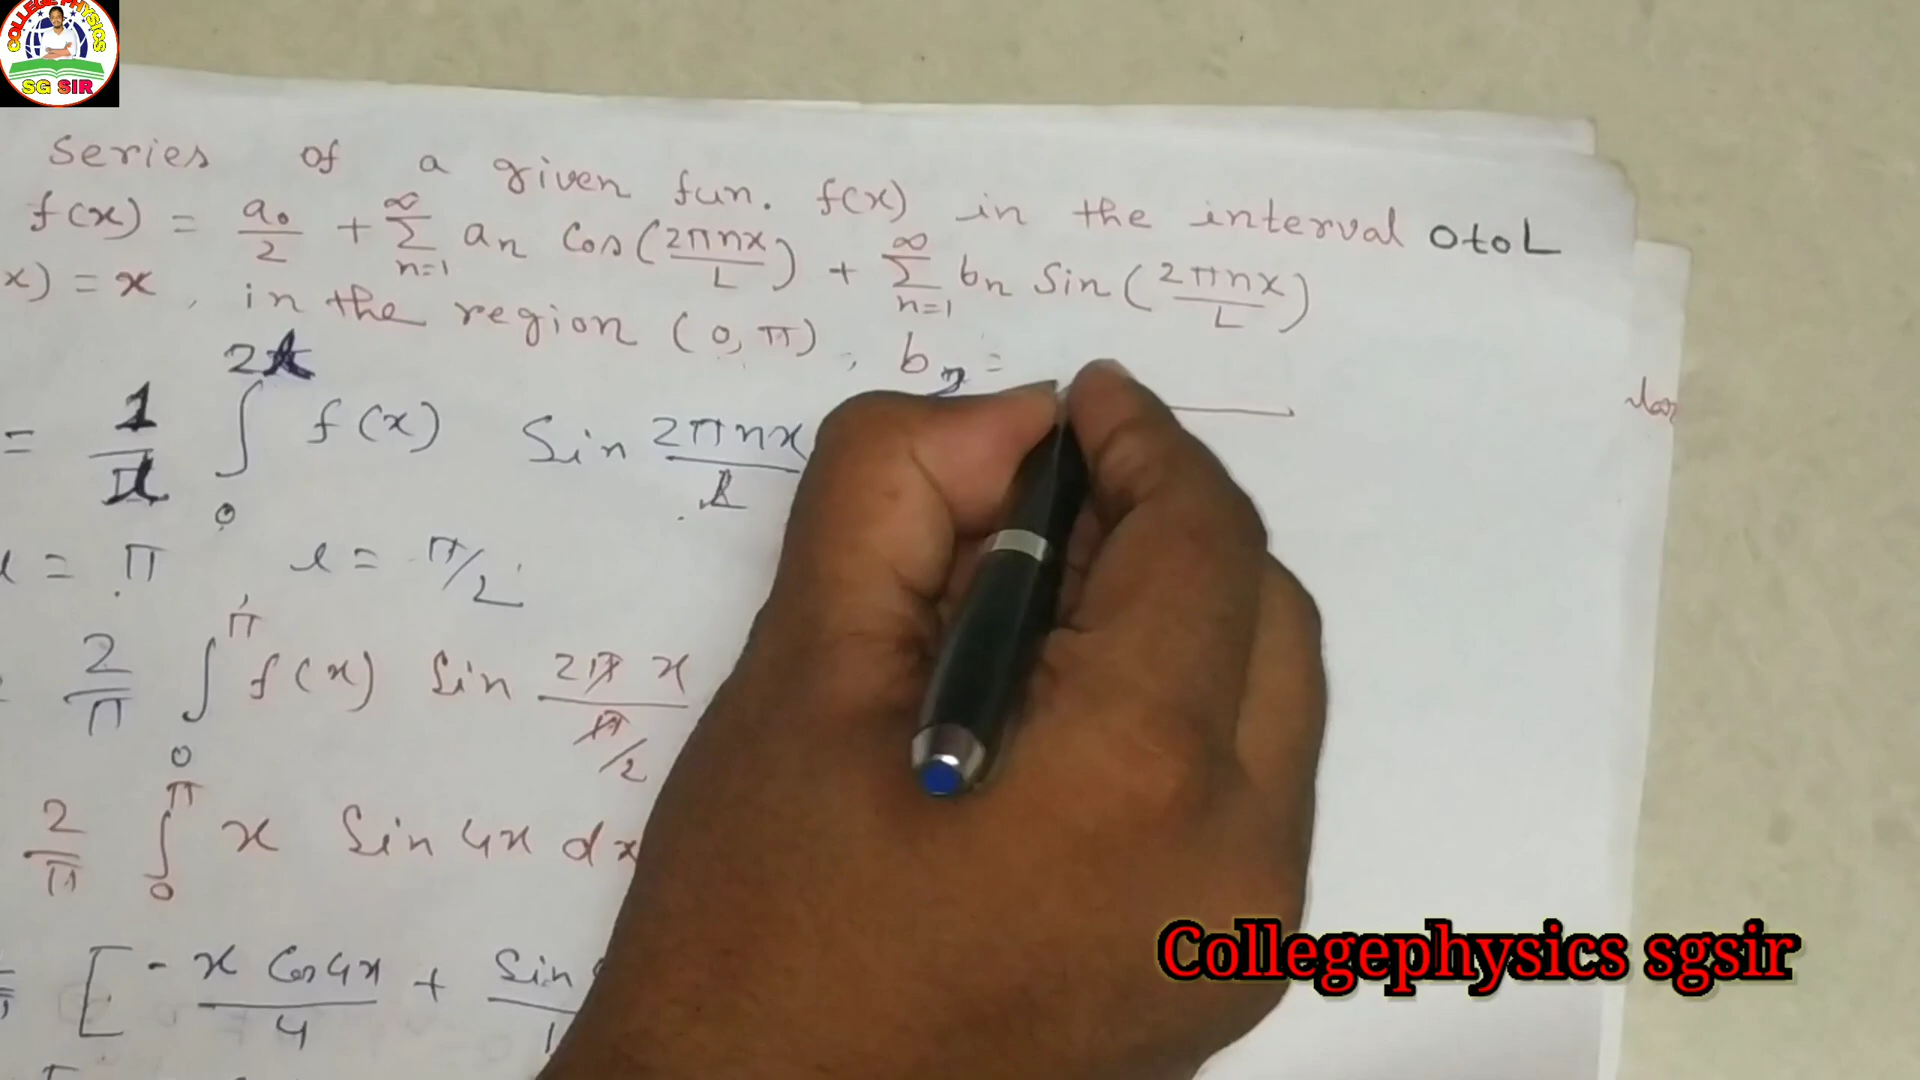 COLLEGE PHYSICS
SG SIR
series of a given fun. f(x) in the interval 0 to L
f(x) = a₀/2 + ∑_{n=1}^{∞} aₙ Cos(2πnx/L) + ∑_{n=1}^{∞} bₙ Sin(2πnx/L)
x) = x, in the region (0, π), b₂ =
= 1/l ∫₀^{2l} f(x) Sin 2πnx/l
l = π l = π/2
2/π ∫₀^π f(x) Sin 2π x/π/2
2/π ∫₀^π x Sin 4x dx
[ - x Cos 4x/4 + Sin
Collegephysics sgsir